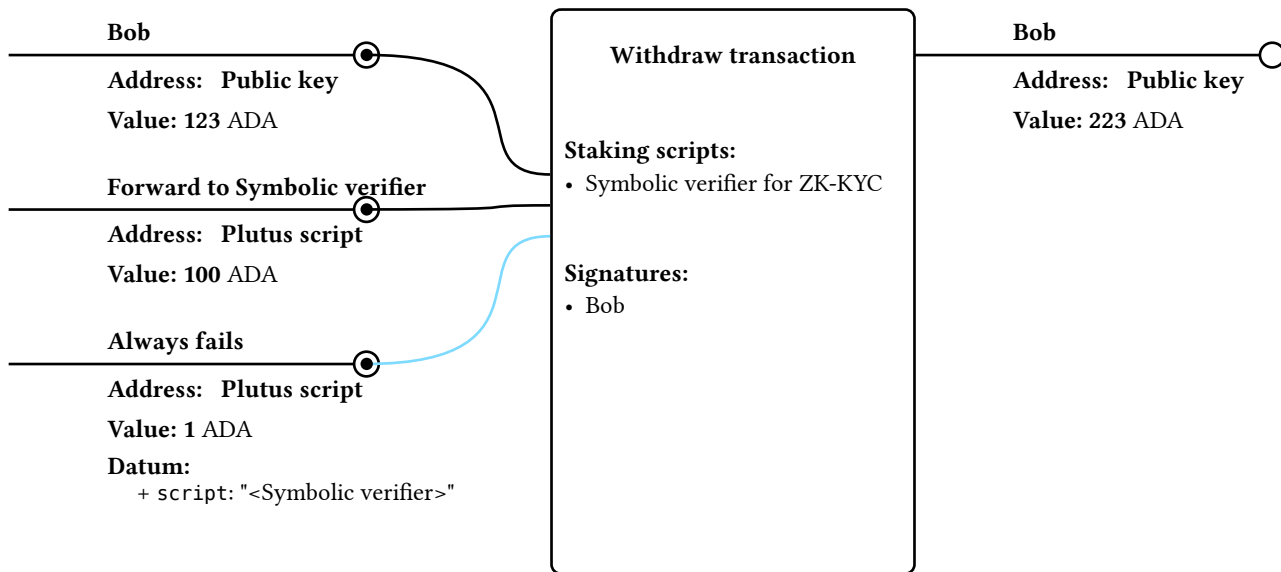 Bob
Address: Public key
Value: 123 ADA
Forward to Symbolic verifier
Address: Plutus script
Value: 100 ADA
Always fails
Address: Plutus script
Value: 1 ADA
Datum:
+ script: "<Symbolic verifier>"
Withdraw transaction
Staking scripts:
• Symbolic verifier for ZK-KYC
Signatures:
• Bob
Bob
Address: Public key
Value: 223 ADA